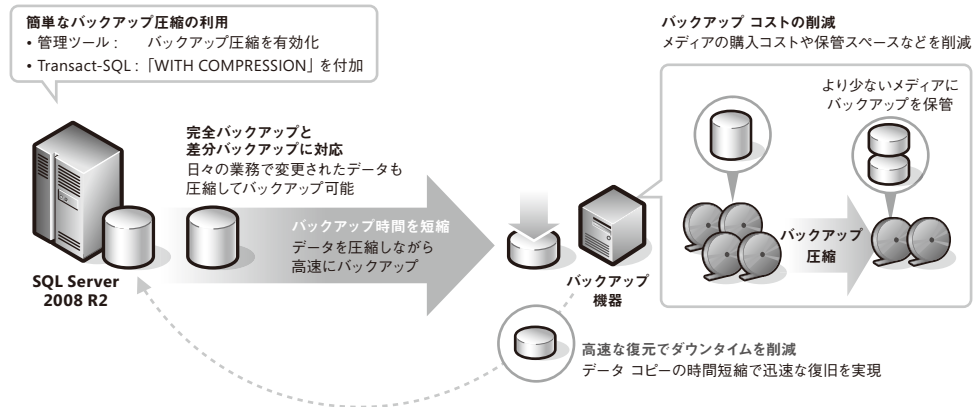 簡単なバックアップ圧縮の利用
• 管理ツール： バックアップ圧縮を有効化
• Transact-SQL：「WITH COMPRESSION」を付加
SQL Server
2008 R2
完全バックアップと
差分バックアップに対応
日々の業務で変更されたデータも
圧縮してバックアップ可能
バックアップ時間を短縮
データを圧縮しながら
高速にバックアップ
バックアップ
機器
バックアップ コストの削減
メディアの購入コストや保管スペースなどを削減
より少ないメディアに
バックアップを保管
バックアップ
圧縮
高速な復元でダウンタイムを削減
データ コピーの時間短縮で迅速な復旧を実現